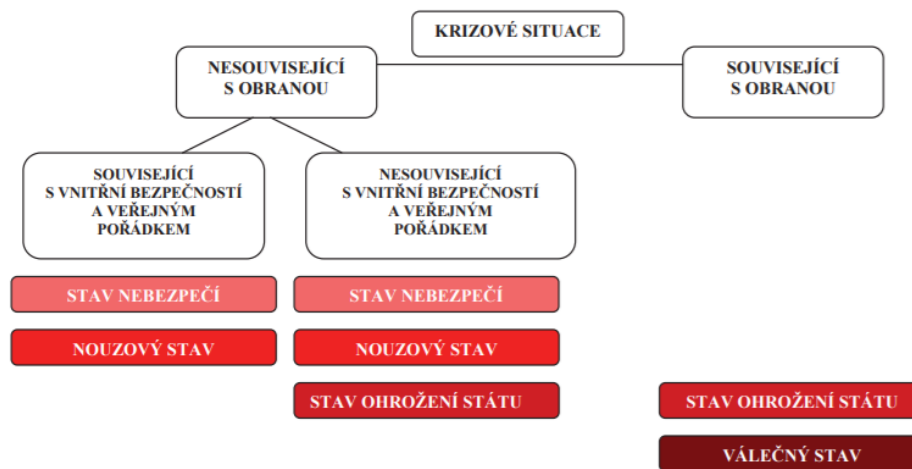 KRIZOVÉ SITUACE
NESOUVISEJÍCÍ
S OBRANOU
SOUVISEJÍCÍ
S OBRANOU
SOUVISEJÍCÍ
S VNITŘNÍ BEZPEČNOSTÍ
A VEŘEJNÝM
POŘÁDKEM
NESOUVISEJÍCÍ
S VNITŘNÍ BEZPEČNOSTÍ
A VEŘEJNÝM
POŘÁDKEM
STAV NEBEZPEČÍ
STAV NEBEZPEČÍ
NOUZOVÝ STAV
NOUZOVÝ STAV
STAV OHROŽENÍ STÁTU
STAV OHROŽENÍ STÁTU
VÁLEČNÝ STAV